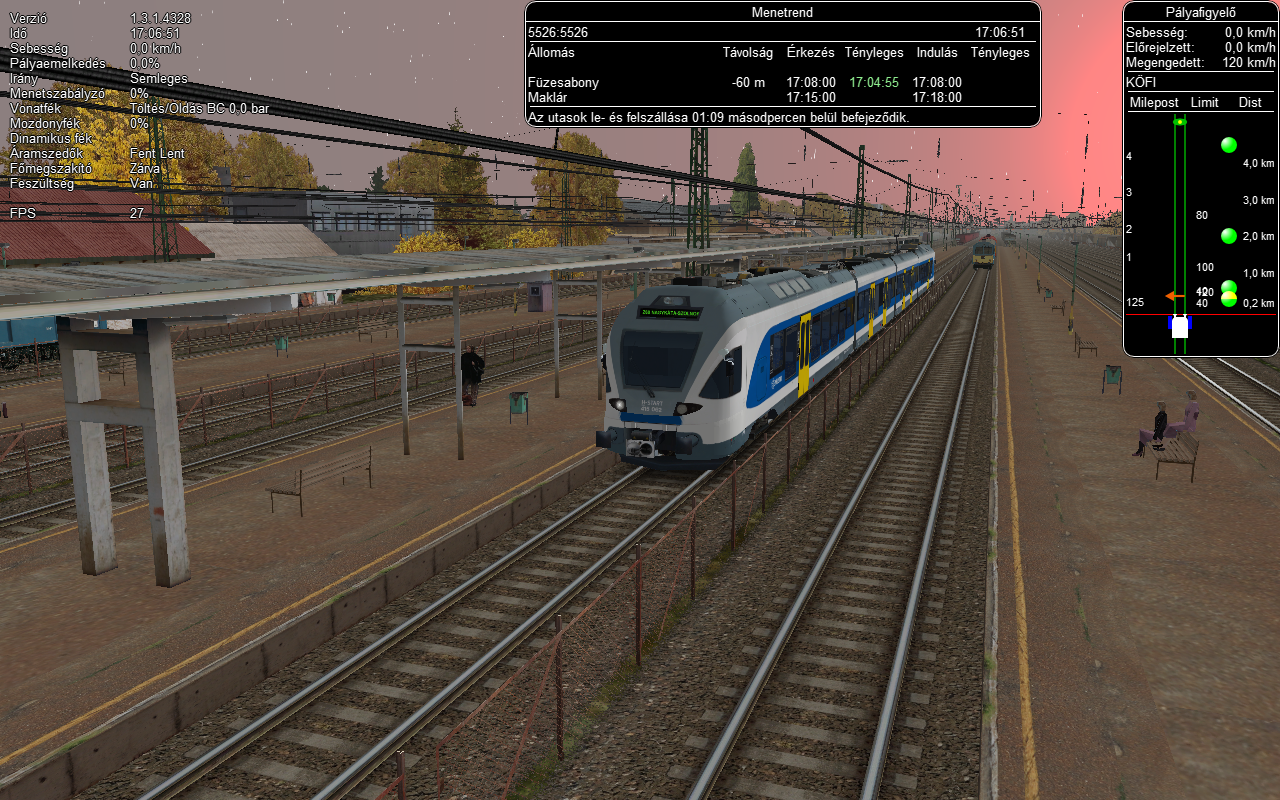 Verzió 1.3.1.4328
Idő 17:06:51
Sebesség 0,0 km/h
Pályaemelkedés 0,0%
Irány Semleges
Menetszabályzó 0%
Vonatfék Töltés/Oldás BC 0,0 bar
Mozdonyfék 0%
Dinamikus fék
Áramszedők Fent Lent
Főmegszakító Zárva
Feszültség Van
FPS 27
Menetrend
5526:5526 17:06:51
Állomás Távolság Érkezés Tényleges Indulás Tényleges
Füzesabony -60 m 17:08:00 17:04:55 17:08:00
Maklár 17:15:00 17:18:00
Az utasok le- és felszállása 01:09 másodpercen belül befejeződik.
Pályafigyelő
Sebesség: 0,0 km/h
Előrejelzett: 0,0 km/h
Megengedett: 120 km/h
KÖFI
Milepost Limit Dist
4 4,0 km
3 3,0 km
80
2 2,0 km
1
100 1,0 km
40
125 40 0,2 km